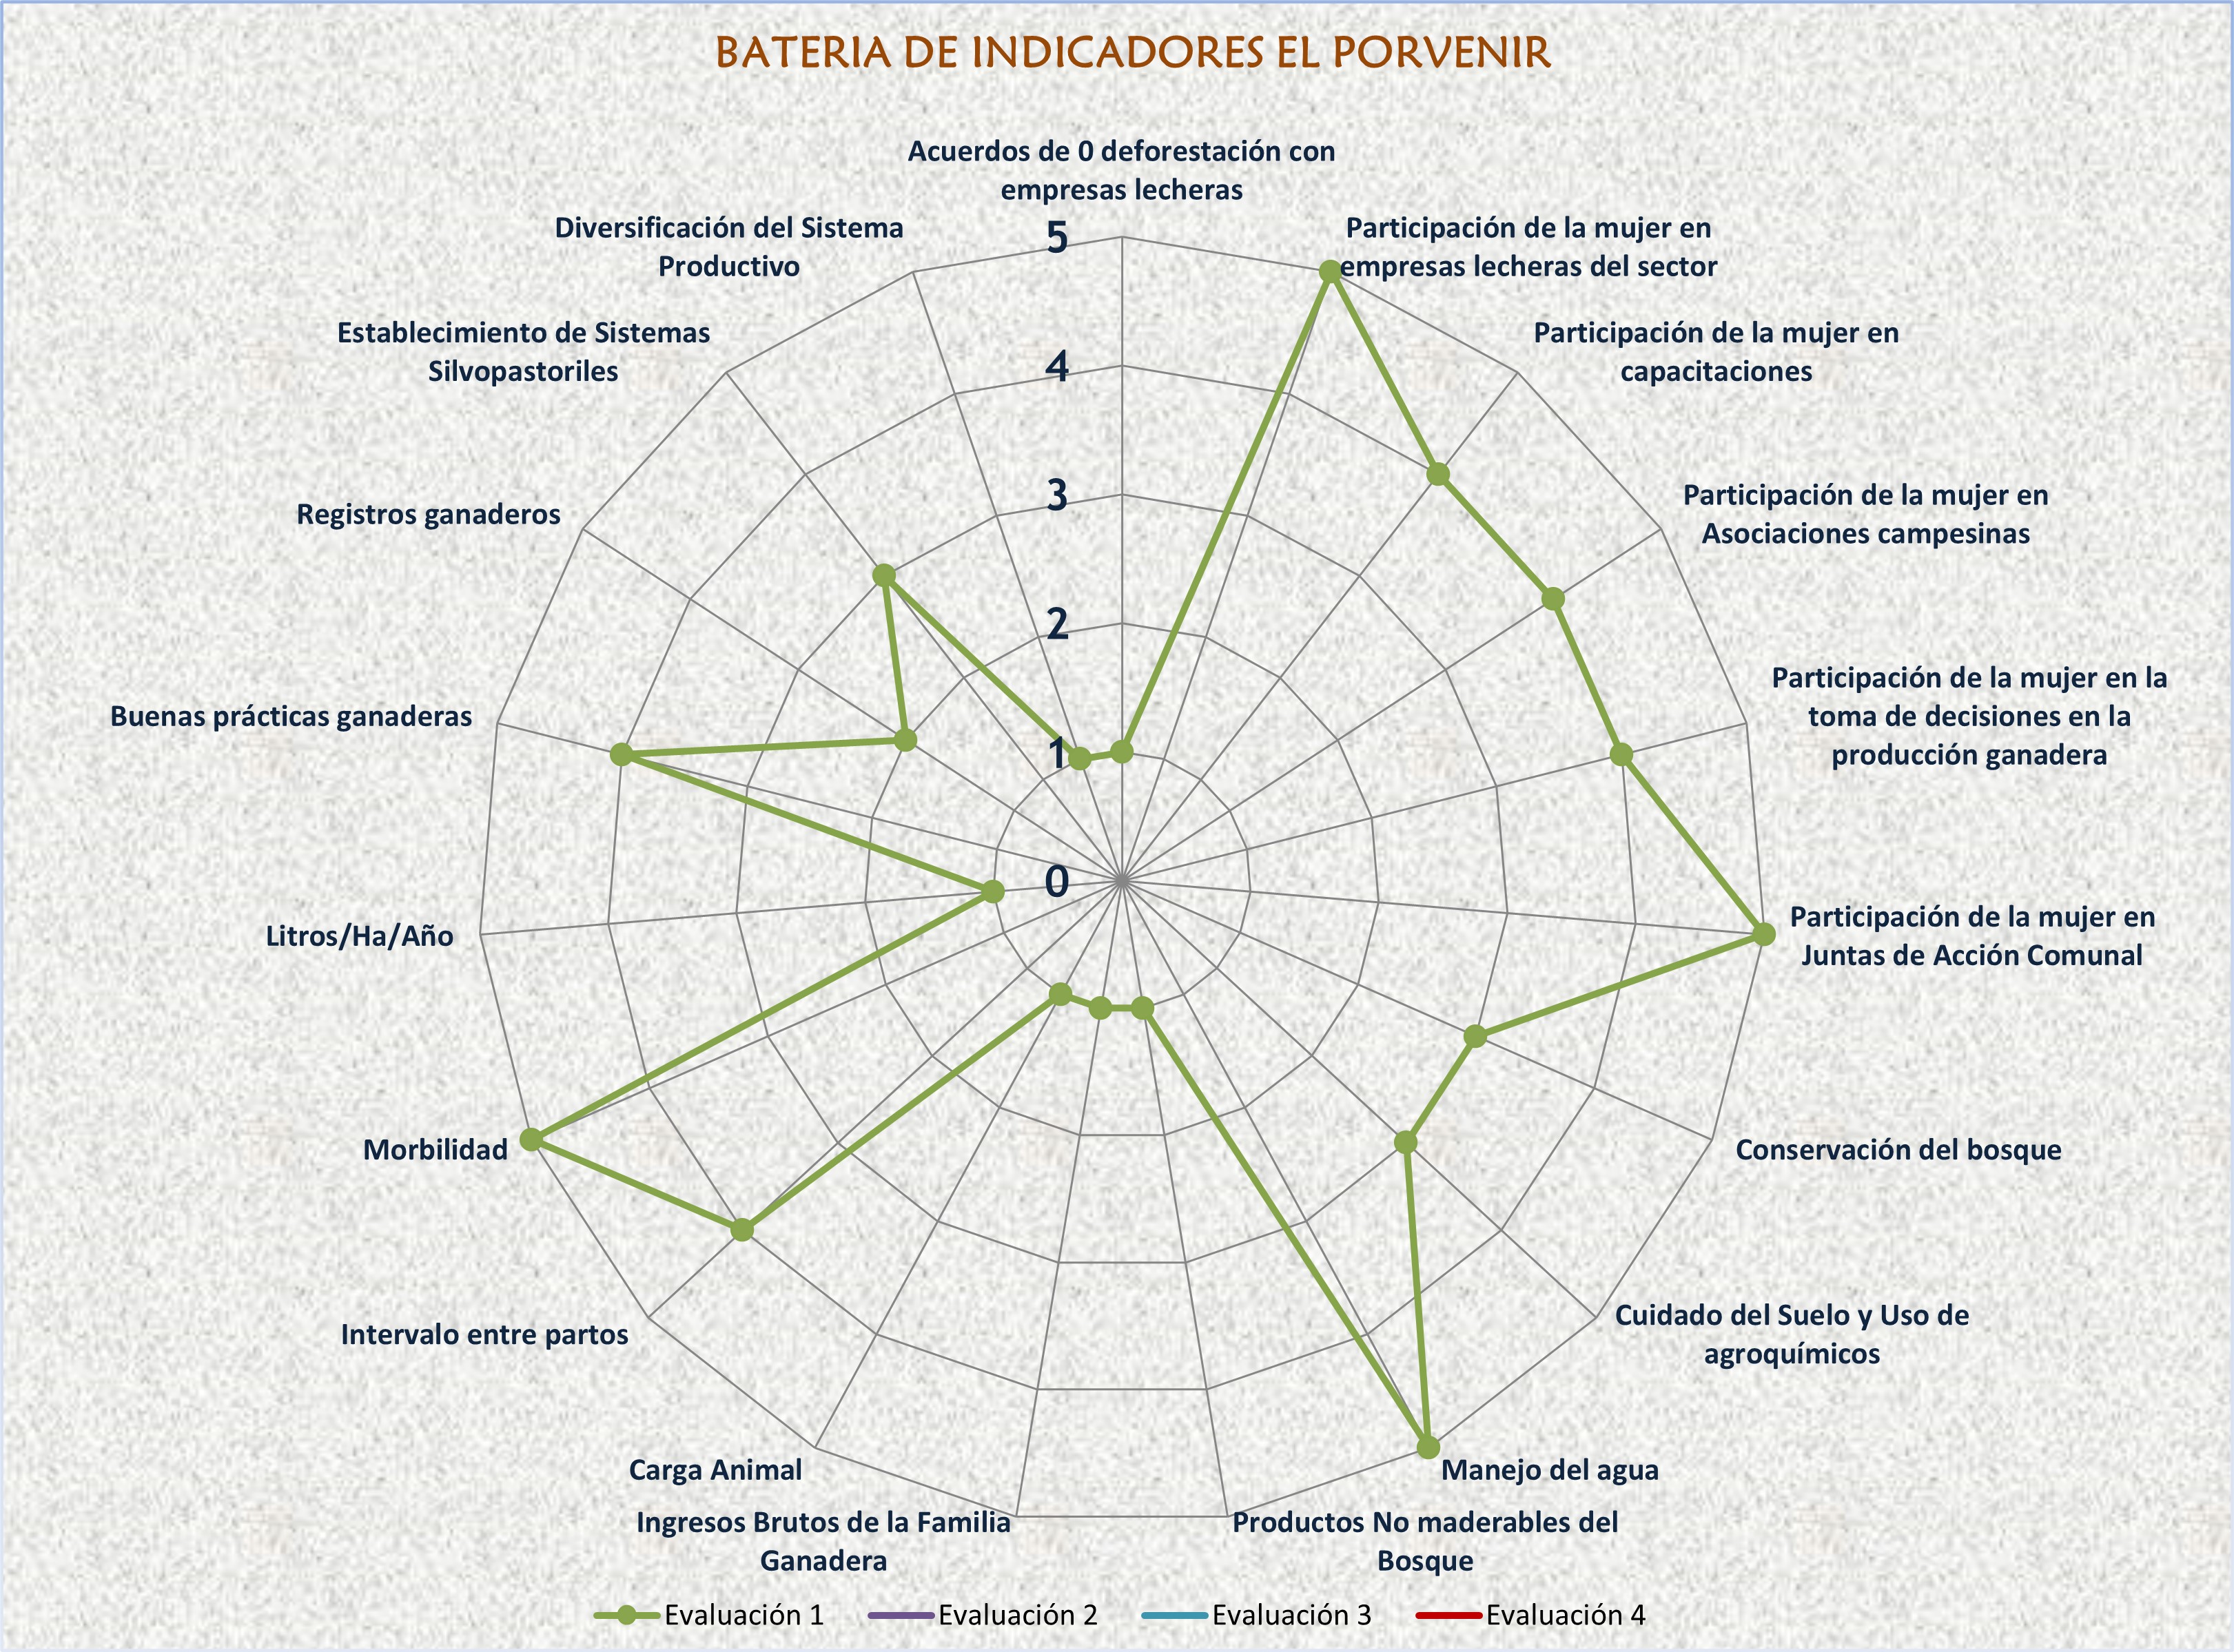 BATERIA DE INDICADORES EL PORVENIR
Acuerdos de 0 deforestación con
empresas lecheras
Participación de la mujer en
empresas lecheras del sector
Participación de la mujer en
capacitaciones
Participación de la mujer en
Asociaciones campesinas
Participación de la mujer en la
toma de decisiones en la
producción ganadera
Participación de la mujer en
Juntas de Acción Comunal
Conservación del bosque
Cuidado del Suelo y Uso de
agroquímicos
Manejo del agua
Productos No maderables del
Bosque
Ingresos Brutos de la Familia
Ganadera
Carga Animal
Intervalo entre partos
Morbilidad
Litros/Ha/Año
Buenas prácticas ganaderas
Registros ganaderos
Establecimiento de Sistemas
Silvopastoriles
Diversificación del Sistema
Productivo
5
4
3
2
1
0
Evaluación 1
Evaluación 2
Evaluación 3
Evaluación 4